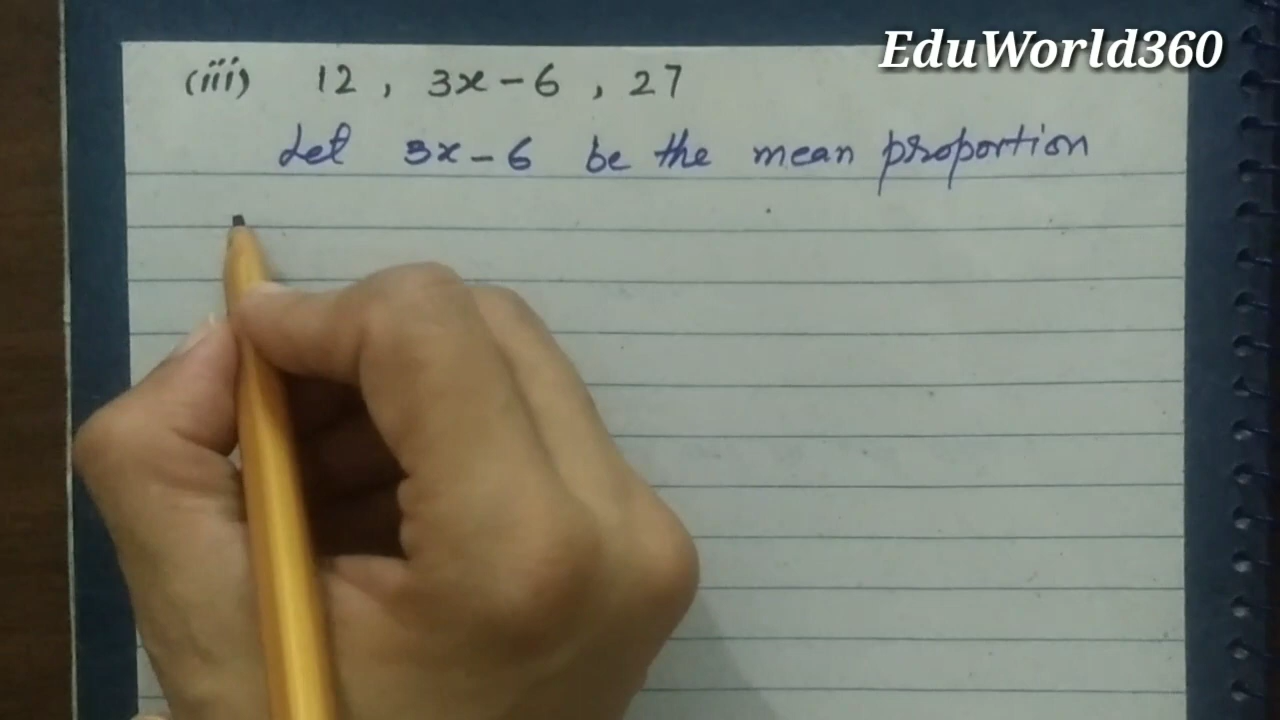 EduWorld360
(iii) 12 , 3x-6 , 27
Let 3x-6 be the mean proportion